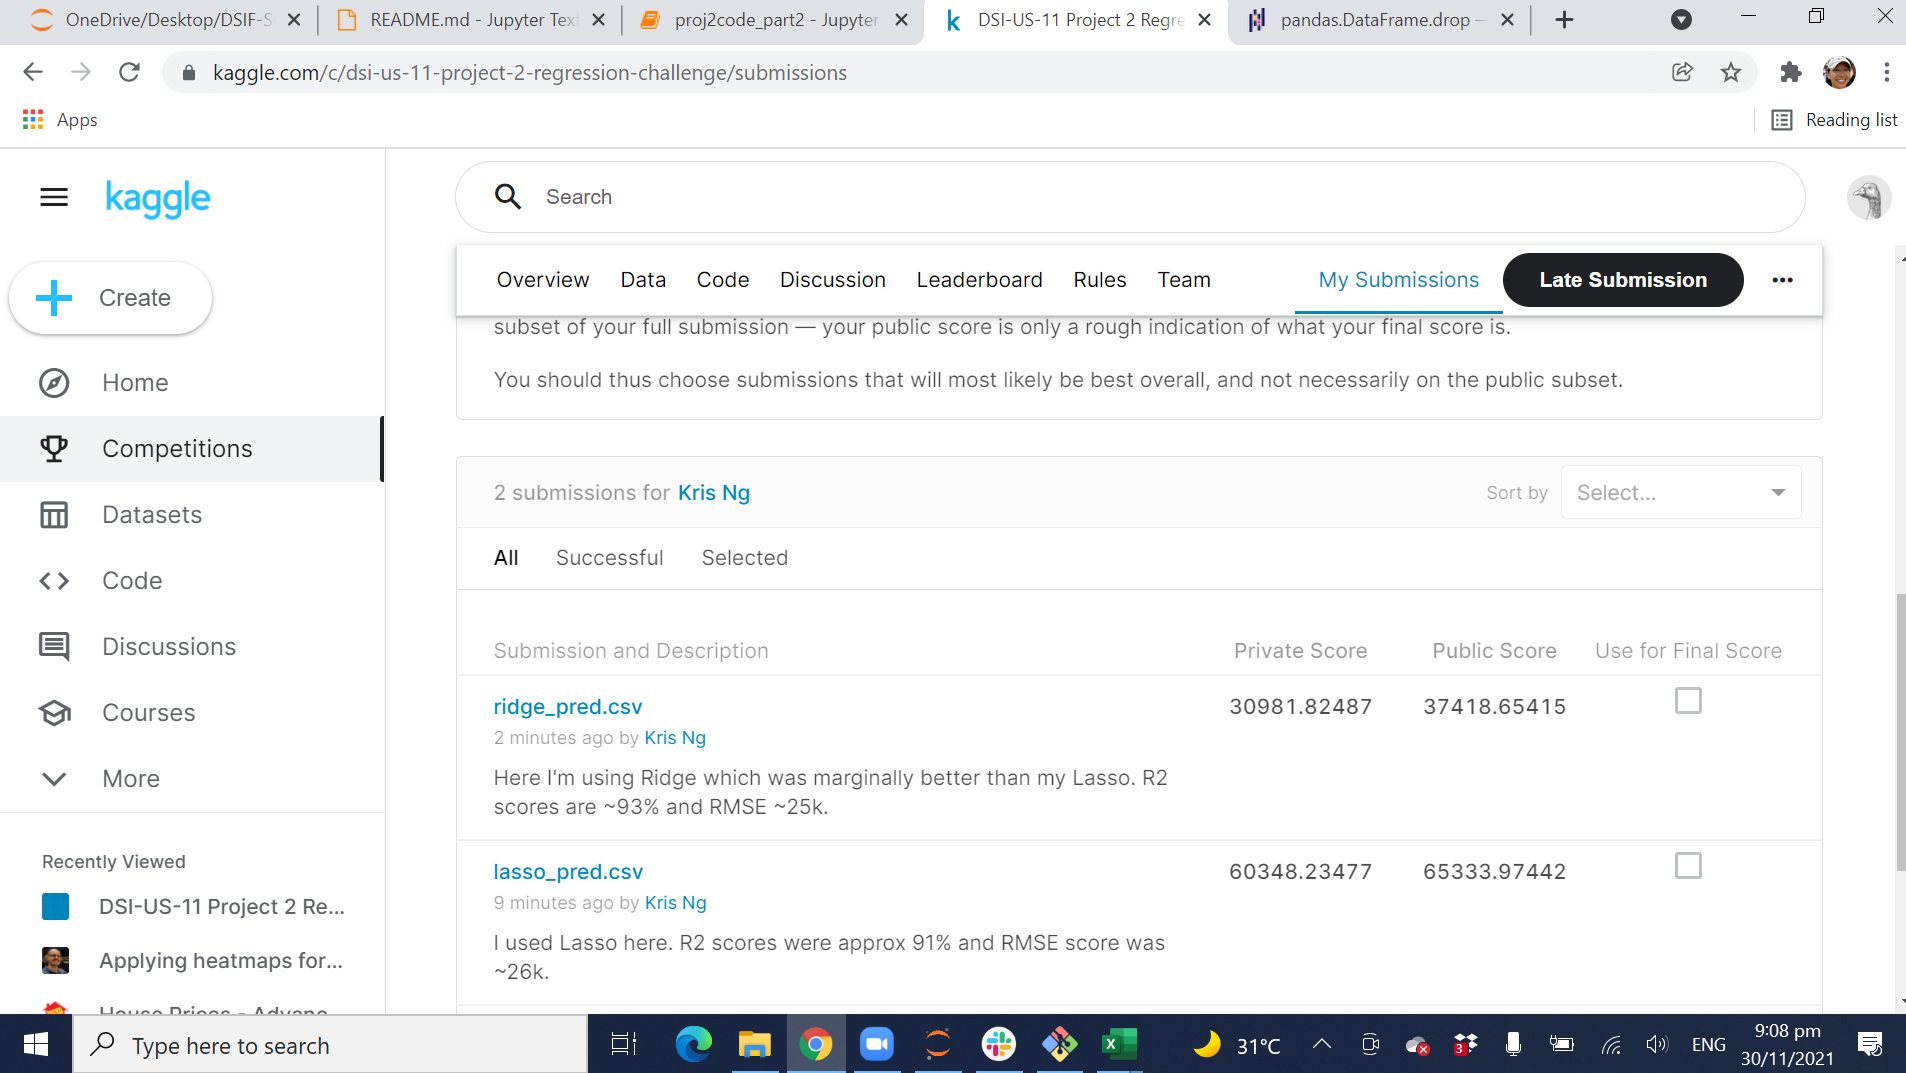 OneDrive/Desktop/DSIF-S
README.md - Jupyter Text
proj2code_part2 - Jupyter
DSI-US-11 Project 2 Regre
pandas.DataFrame.drop —
kaggle.com/c/dsi-us-11-project-2-regression-challenge/submissions
Apps
Reading list
kaggle
Search
Create
Overview Data Code Discussion Leaderboard Rules Team My Submissions Late Submission
subset of your full submission — your public score is only a rough indication of what your final score is.
You should thus choose submissions that will most likely be best overall, and not necessarily on the public subset.
Home
Competitions
Datasets
Code
Discussions
Courses
More
Recently Viewed
DSI-US-11 Project 2 Re...
Applying heatmaps for...
House Prices - Advanc
2 submissions for Kris Ng
Sort by Select...
All Successful Selected
Submission and Description Private Score Public Score Use for Final Score
ridge_pred.csv 30981.82487 37418.65415
2 minutes ago by Kris Ng
Here I'm using Ridge which was marginally better than my Lasso. R2
scores are ~93% and RMSE ~25k.
lasso_pred.csv 60348.23477 65333.97442
9 minutes ago by Kris Ng
I used Lasso here. R2 scores were approx 91% and RMSE score was
~26k.
Type here to search
31°C
3
ENG
9:08 pm
30/11/2021